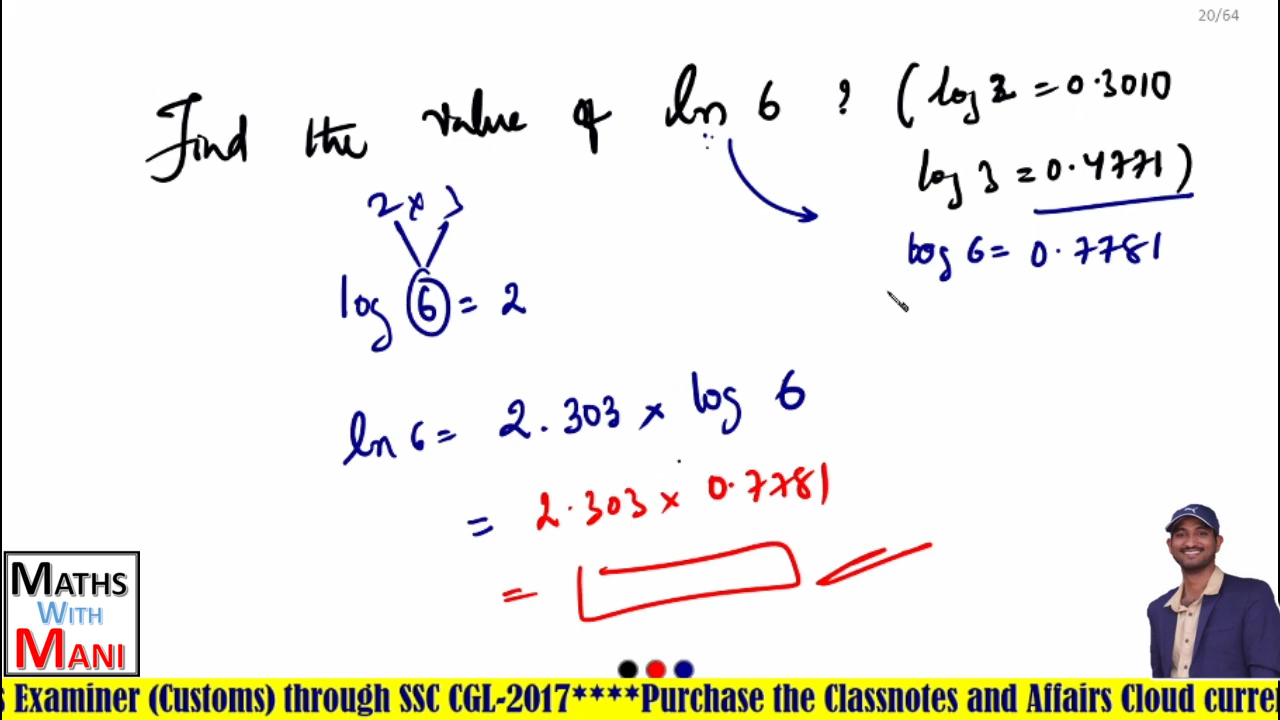 20/64
Find the value of ln 6 ? (log 2 = 0.3010
log 3 = 0.4771)
2 × 3
log 6 = 0.7781
log 6 = 2
ln 6 = 2.303 × log 6
= 2.303 × 0.7781
=
MATHS
WITH
MANI
s Examiner (Customs) through SSC CGL-2017****Purchase the Classnotes and Affairs Cloud curre